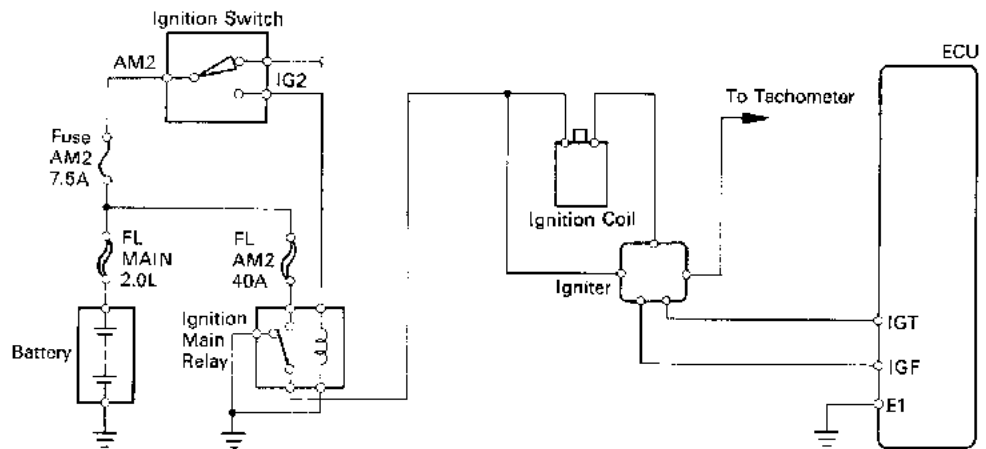 Ignition Switch
AM2
IG2
ECU
To Tachometer
Fuse
AM2
7.5A
Ignition Coil
FL
MAIN
2.0L
FL
AM2
40A
Igniter
Ignition
Main
Relay
Battery
IGT
IGF
E1